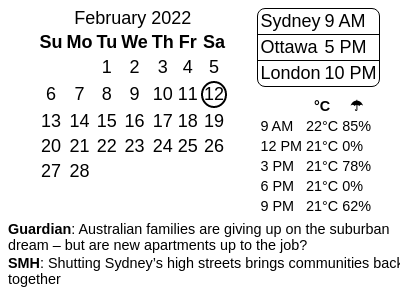 February 2022
Su Mo Tu We Th Fr Sa
1 2 3 4 5
6 7 8 9 10 11 12
13 14 15 16 17 18 19
20 21 22 23 24 25 26
27 28
Sydney 9 AM
Ottawa 5 PM
London 10 PM
°C ☂
9 AM 22°C 85%
12 PM 21°C 0%
3 PM 21°C 78%
6 PM 21°C 0%
9 PM 21°C 62%
Guardian: Australian families are giving up on the suburban
dream – but are new apartments up to the job?
SMH: Shutting Sydney's high streets brings communities back
together